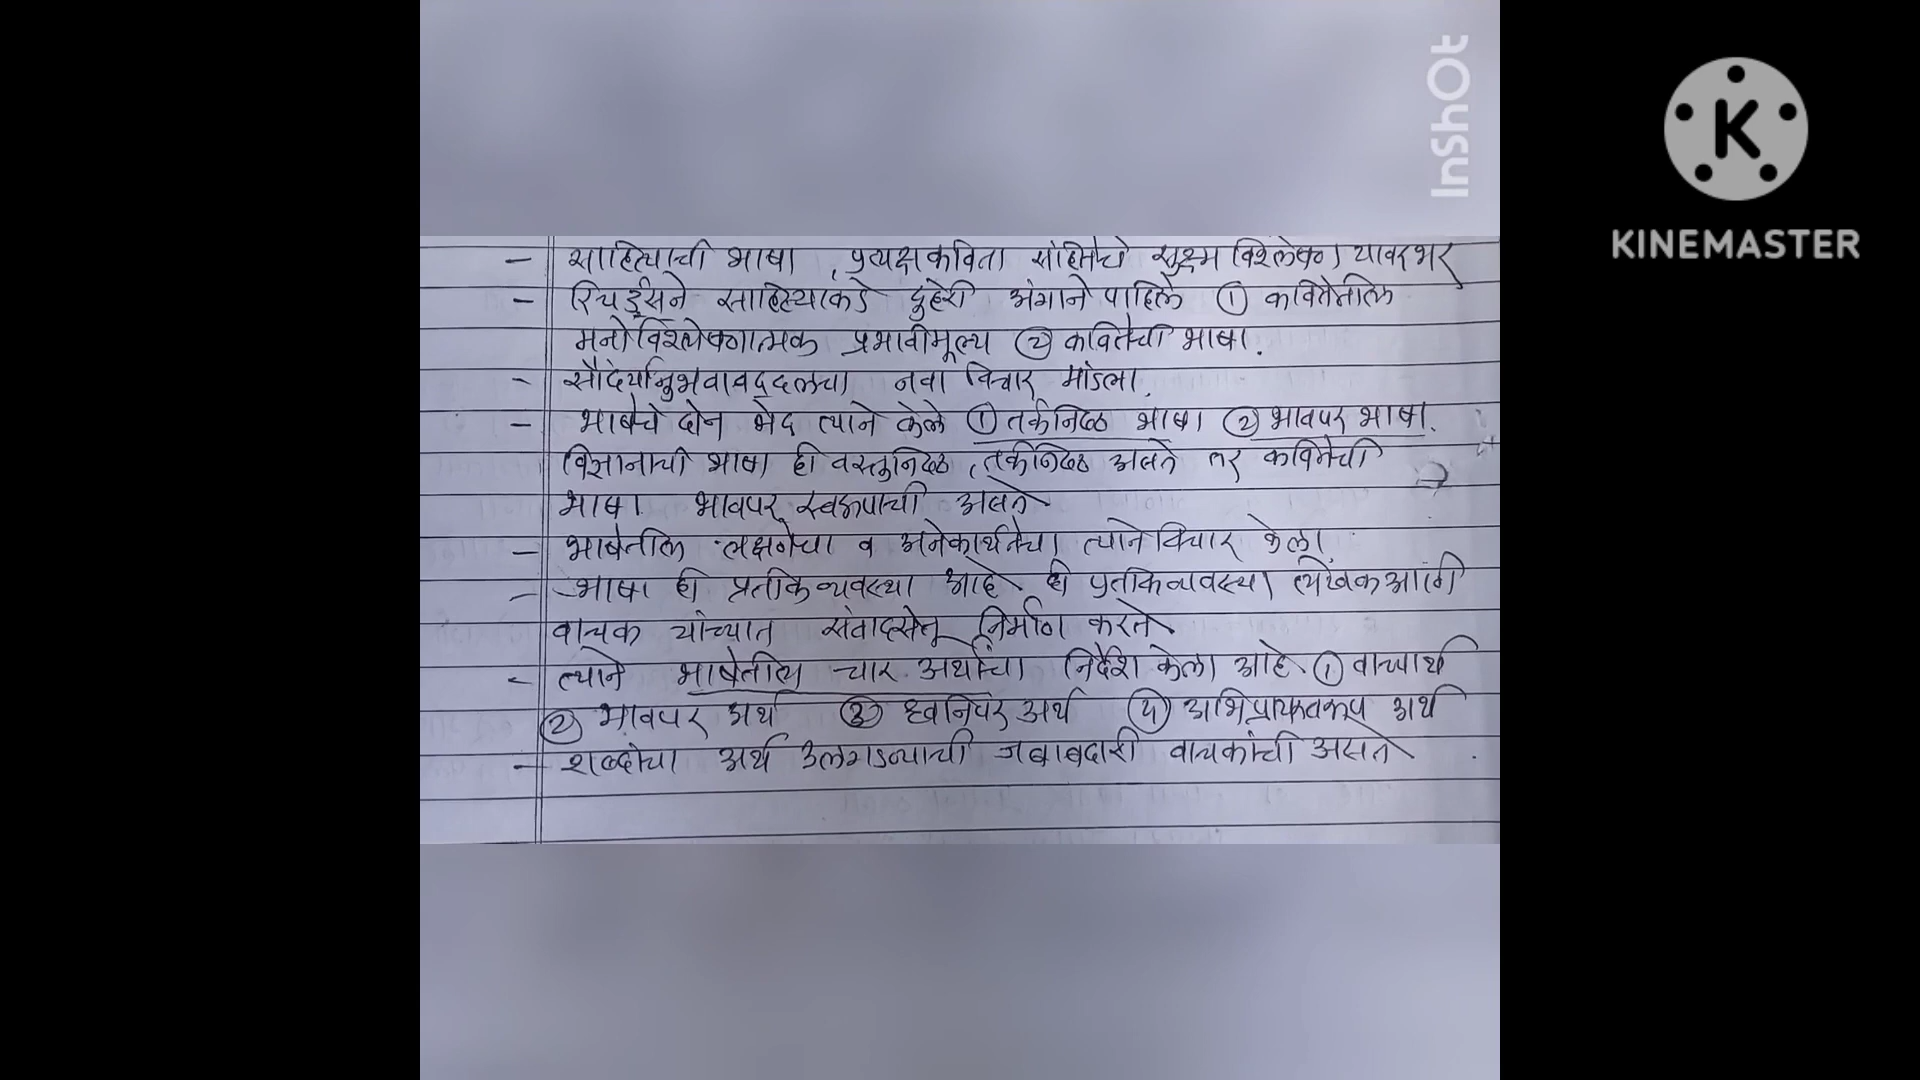 InShOt
KINEMASTER
- साहित्याची भाषा, प्रत्यक्ष कविता संहितेचे सूक्ष्म विश्लेषण यावर भर
- रिचर्ड्सने साहित्याकडे दुहेरी अंगाने पाहिले ① कवितेतील
मनोविश्लेषणात्मक प्रभावीमूल्य ② कवितेची भाषा.
- सौंदर्यानुभवाबद्दलचा नवा विचार मांडला.
- भाषेचे दोन भेद त्याने केले ① तर्कनिष्ठ भाषा ② भावपर भाषा.
विज्ञानाची भाषा ही वस्तुनिष्ठ, तर्कनिष्ठ असते तर कवितेची
भाषा भावपर स्वरूपाची असते
- भाषेतील लक्षणेचा व अनेकार्थतेचा त्याने विचार केला.
- भाषा ही प्रतीकव्यवस्था आहे. ही प्रतीकव्यवस्था लेखक आणि
वाचक यांच्यात संवादसेतू निर्माण करते.
- त्याने भाषेतील चार अर्थांचा निर्देश केला आहे. ① वाच्यार्थ
② भावपर अर्थ ③ ध्वनिपर अर्थ ④ अभिप्रायस्वरूप अर्थ
- शब्दांचा अर्थ उलगडण्याची जबाबदारी वाचकांची असते